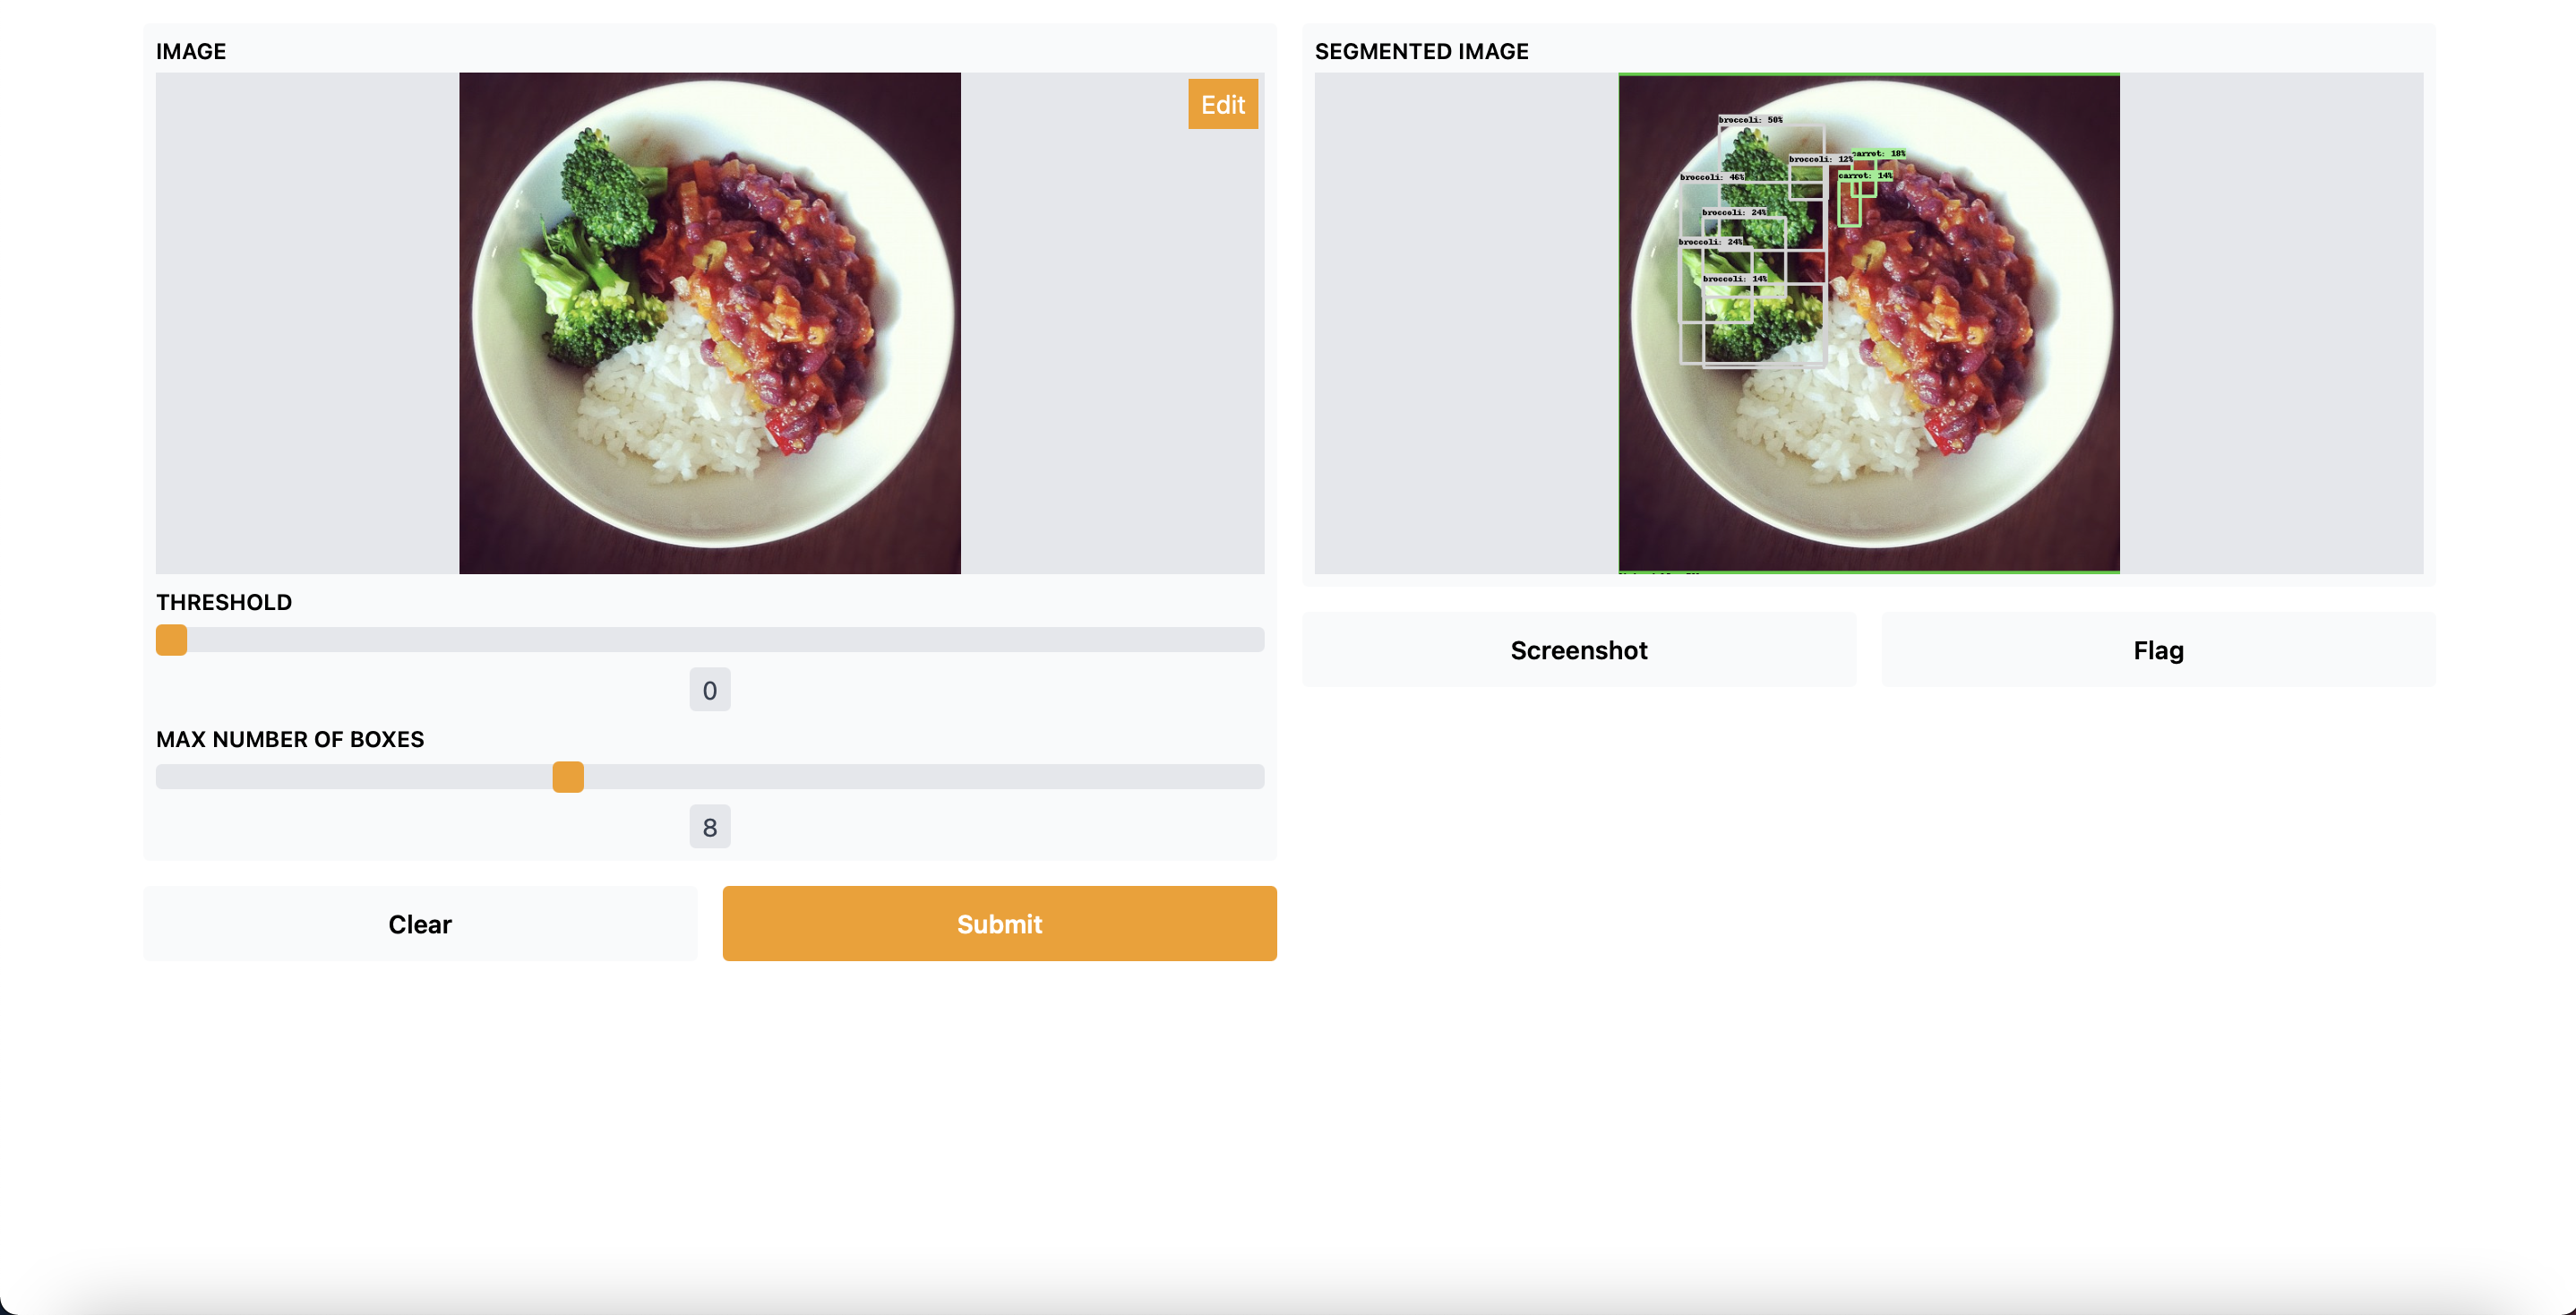 IMAGE
Edit
THRESHOLD
0
MAX NUMBER OF BOXES
8
Clear
Submit
SEGMENTED IMAGE
broccoli: 50%
carrot: 18%
broccoli: 12%
carrot: 14%
broccoli: 46%
broccoli: 24%
broccoli: 24%
broccoli: 14%
Screenshot
Flag